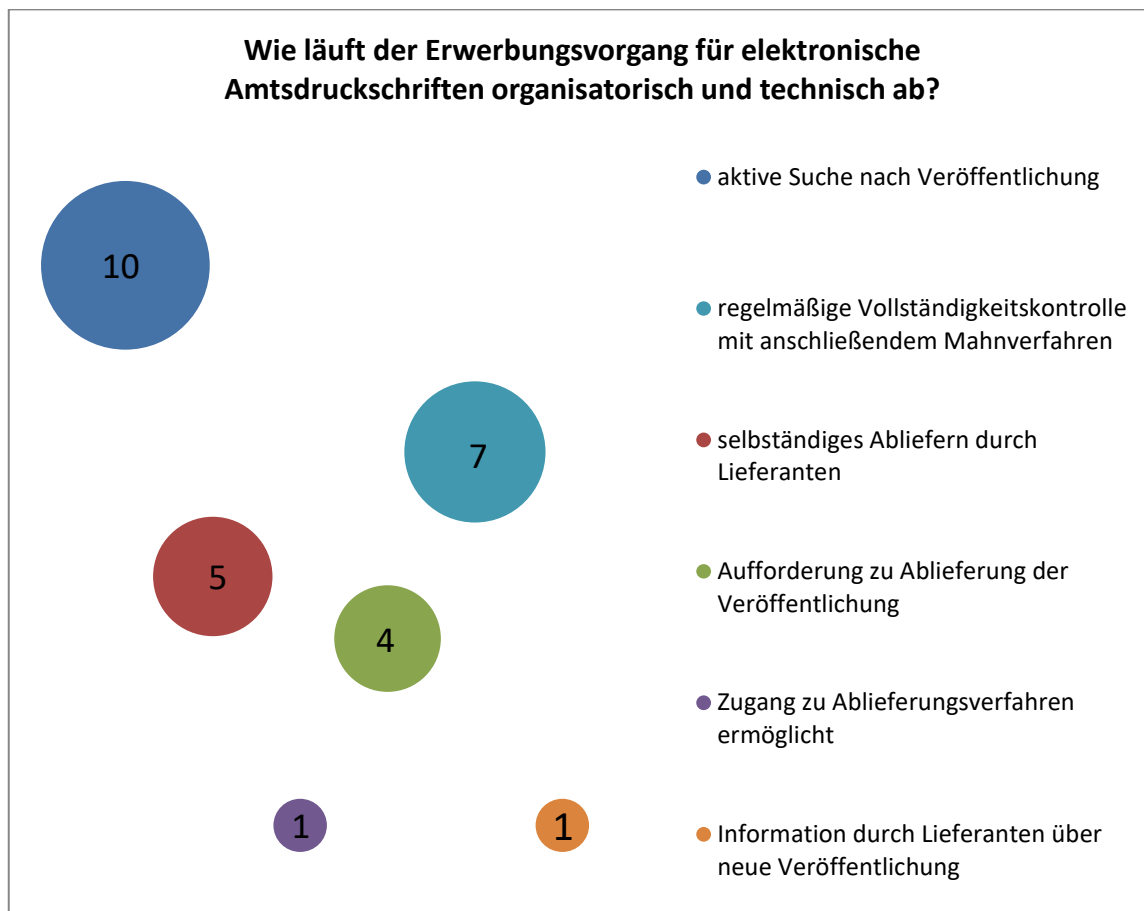 Wie läuft der Erwerbungsvorgang für elektronische
Amtsdruckschriften organisatorisch und technisch ab?
aktive Suche nach Veröffentlichung
10
regelmäßige Vollständigkeitskontrolle
mit anschließendem Mahnverfahren
7
selbständiges Abliefern durch
Lieferanten
5
Aufforderung zu Ablieferung der
Veröffentlichung
4
Zugang zu Ablieferungsverfahren
ermöglicht
1
1
Information durch Lieferanten über
neue Veröffentlichung